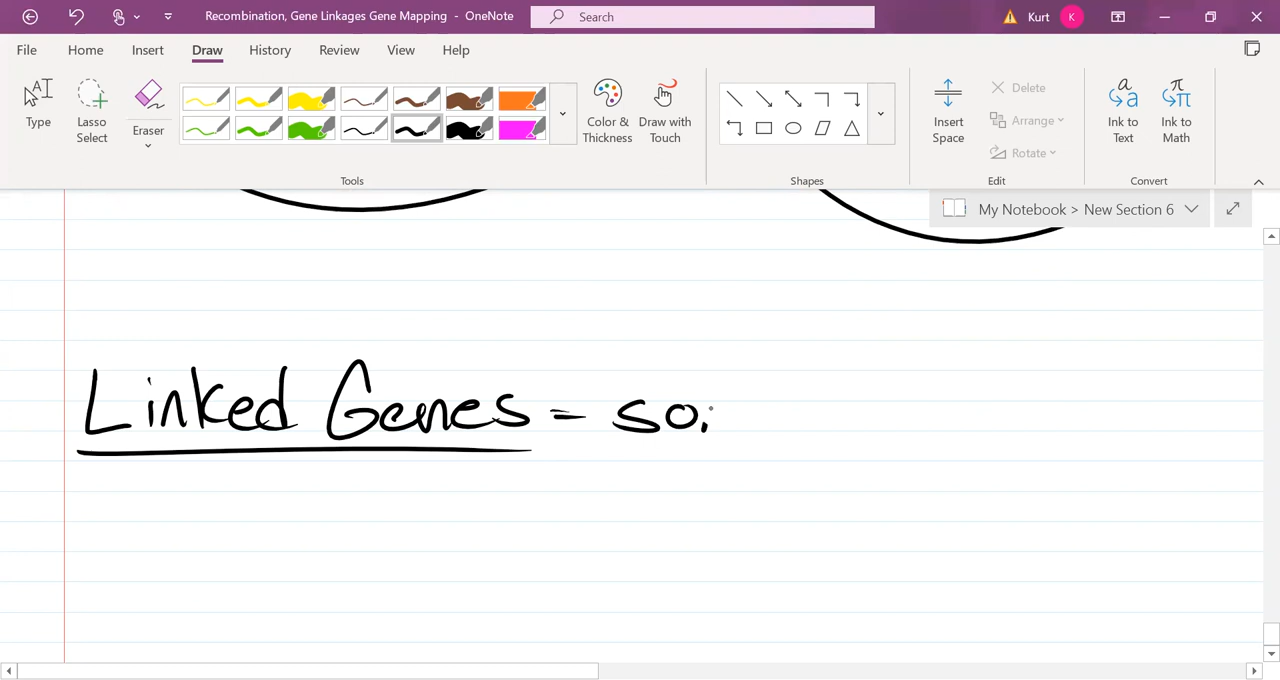 Recombination, Gene Linkages Gene Mapping - OneNote
Search
Kurt
K
File Home Insert Draw History Review View Help
Type
Lasso Select
Eraser
Color & Thickness
Draw with Touch
Insert Space
Delete
Arrange
Rotate
Ink to Text
Ink to Math
Tools
Shapes
Edit
Convert
My Notebook > New Section 6
Linked Genes = so